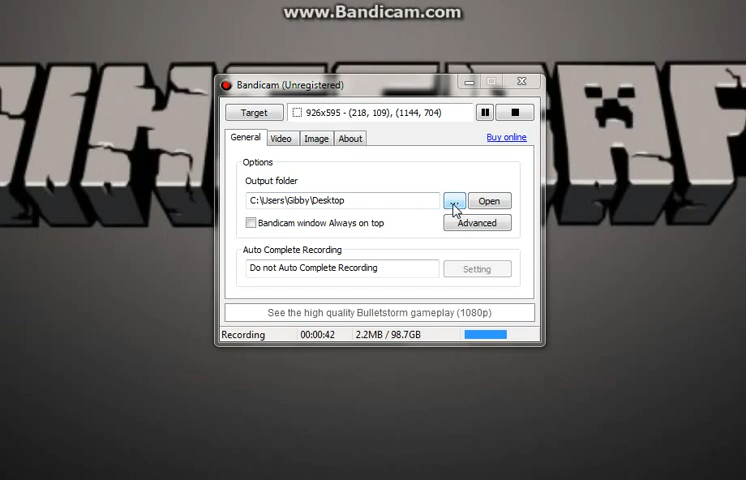 www.Bandicam.com
MINECRAFT
Bandicam (Unregistered)
Target
926x595 - (218, 109), (1144, 704)
General Video Image About
Buy online
Options
Output folder
C:\Users\Gibby\Desktop
...
Open
Bandicam window Always on top
Advanced
Auto Complete Recording
Do not Auto Complete Recording
Setting
See the high quality Bulletstorm gameplay (1080p)
Recording 00:00:42 2.2MB / 98.7GB